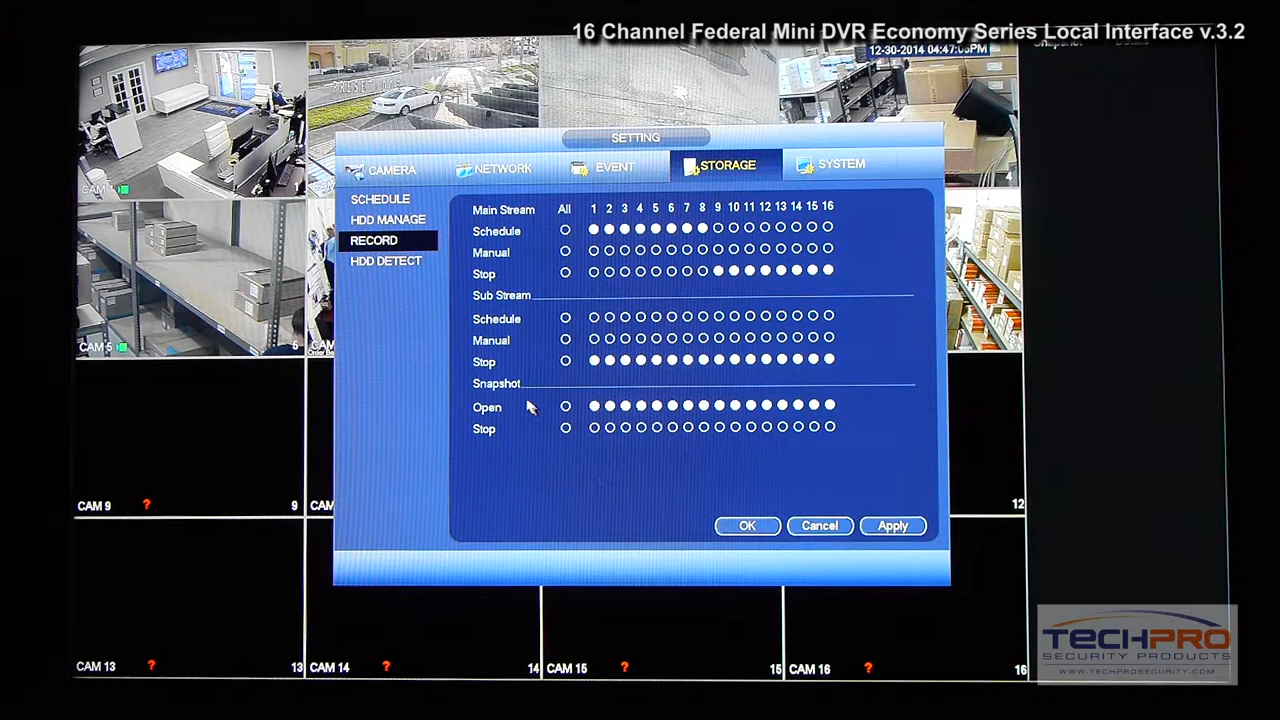 16 Channel Federal Mini DVR Economy Series Local Interface v.3.2
12-30-2014 04:47:05PM
SETTING
CAMERA NETWORK EVENT STORAGE SYSTEM
SCHEDULE
HDD MANAGE
RECORD
HDD DETECT
Main Stream All 1 2 3 4 5 6 7 8 9 10 11 12 13 14 15 16
Schedule
Manual
Stop
Sub Stream
Schedule
Manual
Stop
Snapshot
Open
Stop
OK Cancel Apply
CAM 1
4
CAM 5 5 CAM
CAM 9 ? 9 CAM 12
CAM 13 ? 13 CAM 14 ? 14 CAM 15 ? 15 CAM 16 ? 16
TECHPRO
SECURITY PRODUCTS
WWW.TECHPROSECURITY.COM